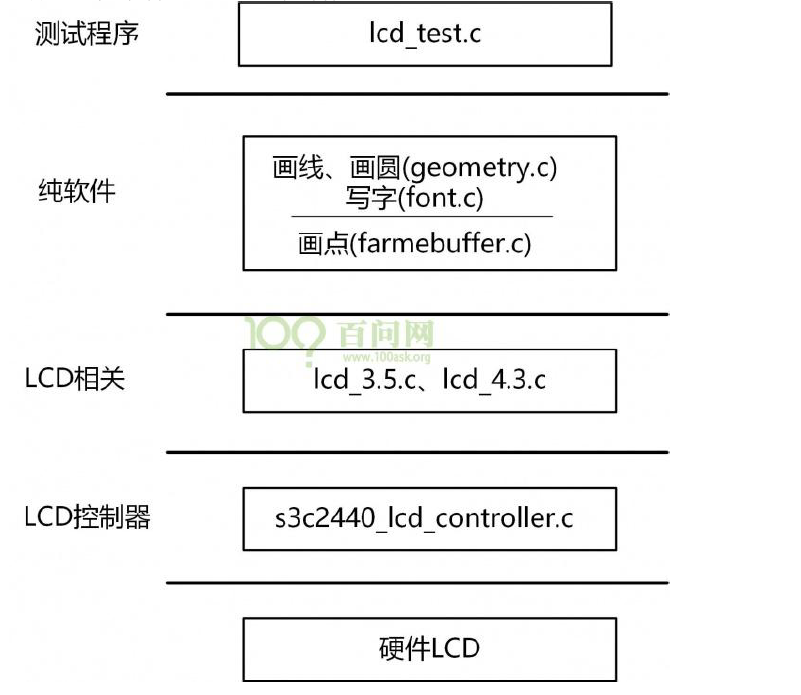 测试程序
lcd_test.c
纯软件
画线、画圆(geometry.c)
写字(font.c)
画点(farmebuffer.c)
100?
百问网
www.100ask.org
LCD相关
lcd_3.5.c、lcd_4.3.c
LCD控制器
s3c2440_lcd_controller.c
硬件LCD